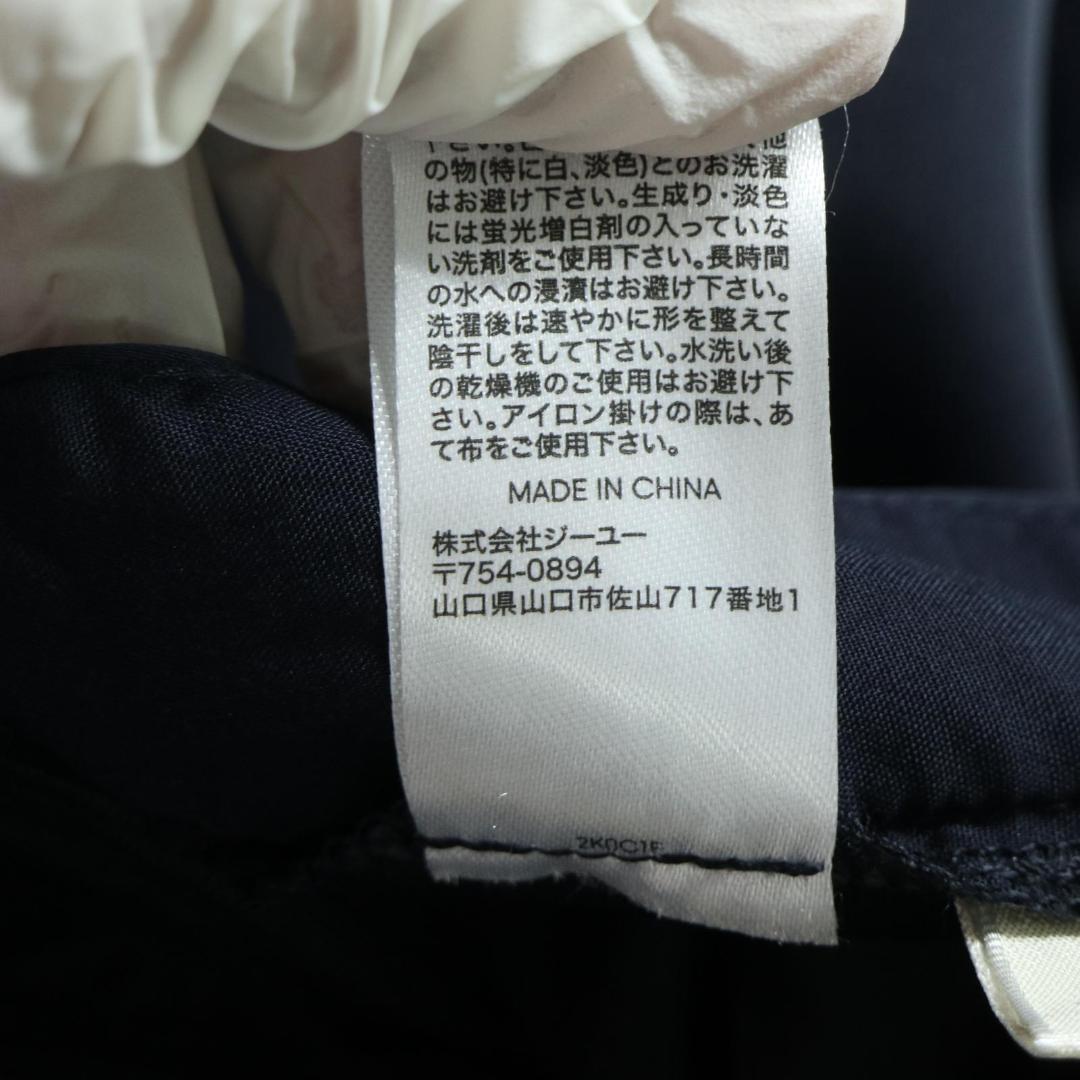 の物(特に白、淡色)とのお洗濯
はお避け下さい。生成り・淡色
には蛍光増白剤の入っていな
い洗剤をご使用下さい。長時間
の水への浸漬はお避け下さい。
洗濯後は速やかに形を整えて
陰干しをして下さい。水洗い後
の乾燥機のご使用はお避け下
さい。アイロン掛けの際は、あ
て布をご使用下さい。
MADE IN CHINA
株式会社ジーユー
〒754-0894
山口県山口市佐山717番地1